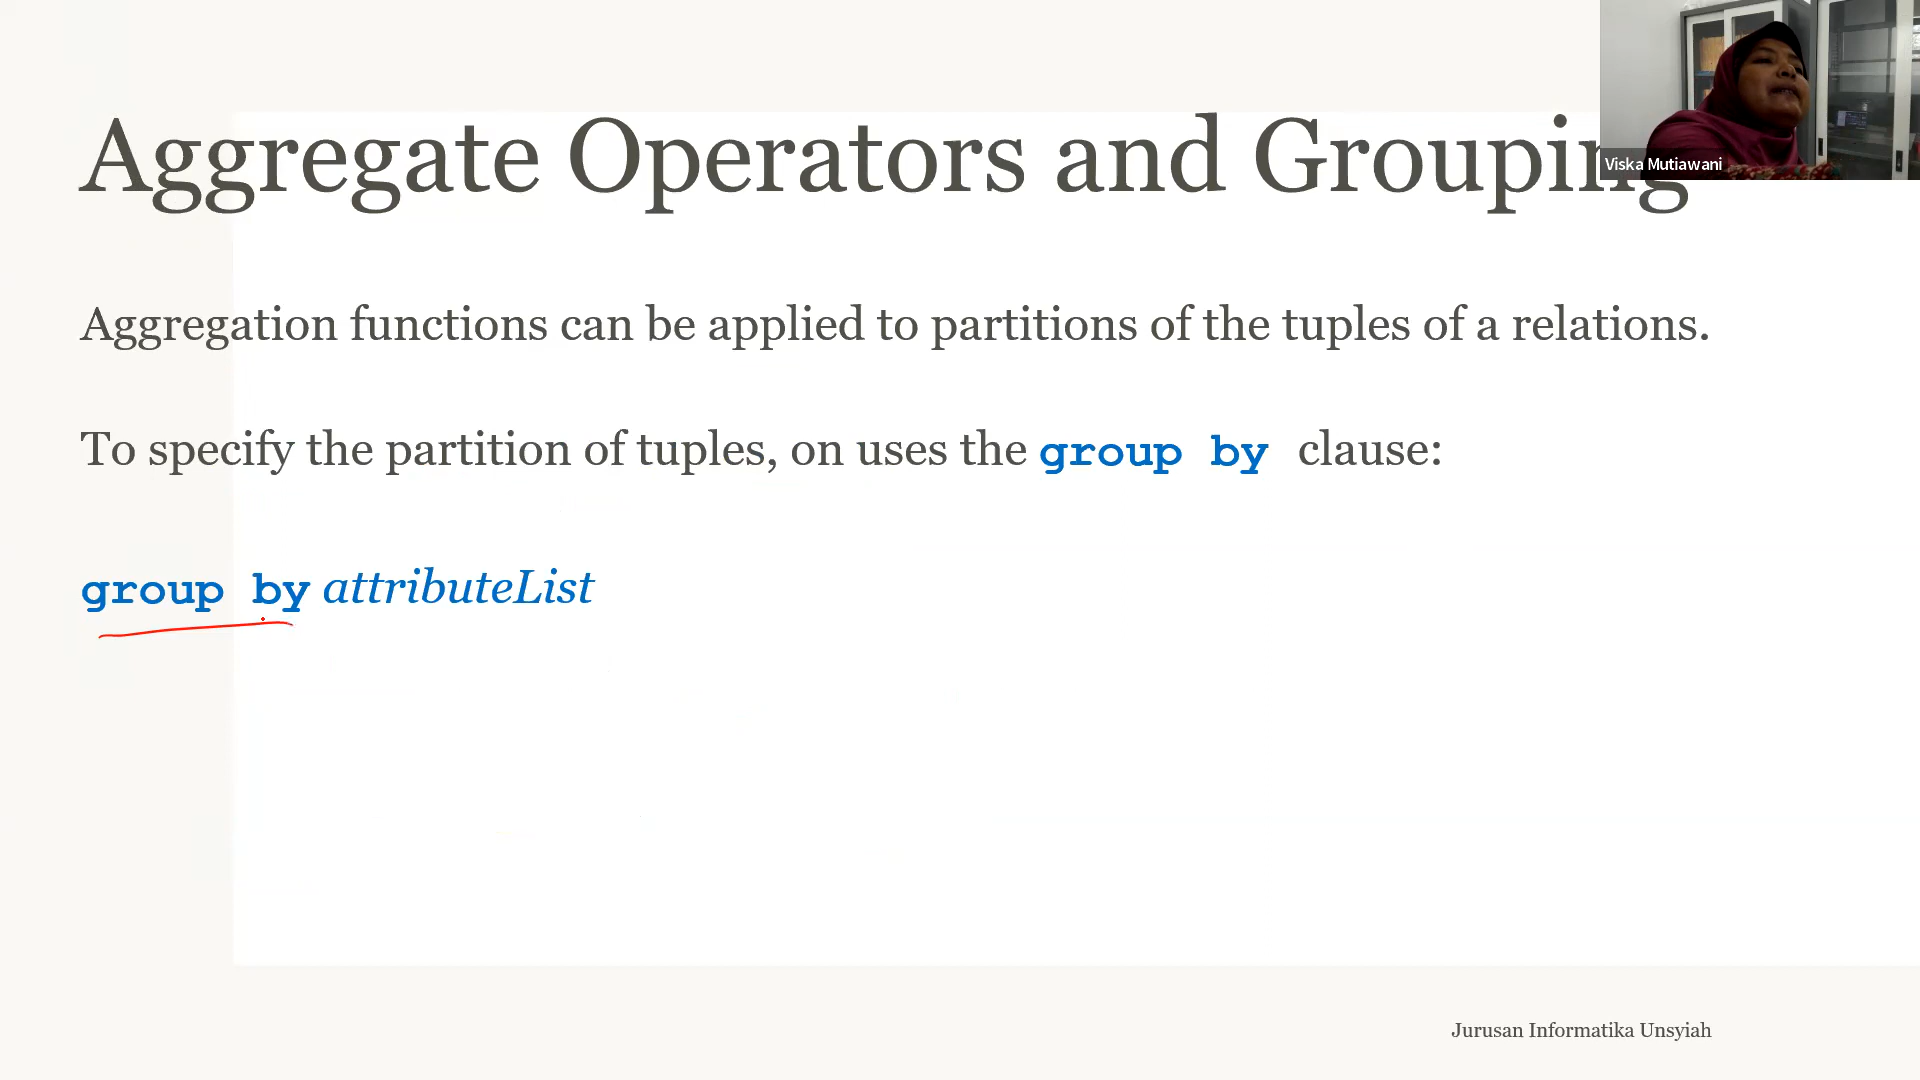 Aggregate Operators and Grouping
Viska Mutiawani
Aggregation functions can be applied to partitions of the tuples of a relations.
To specify the partition of tuples, on uses the group by clause:
group by attributeList
Jurusan Informatika Unsyiah